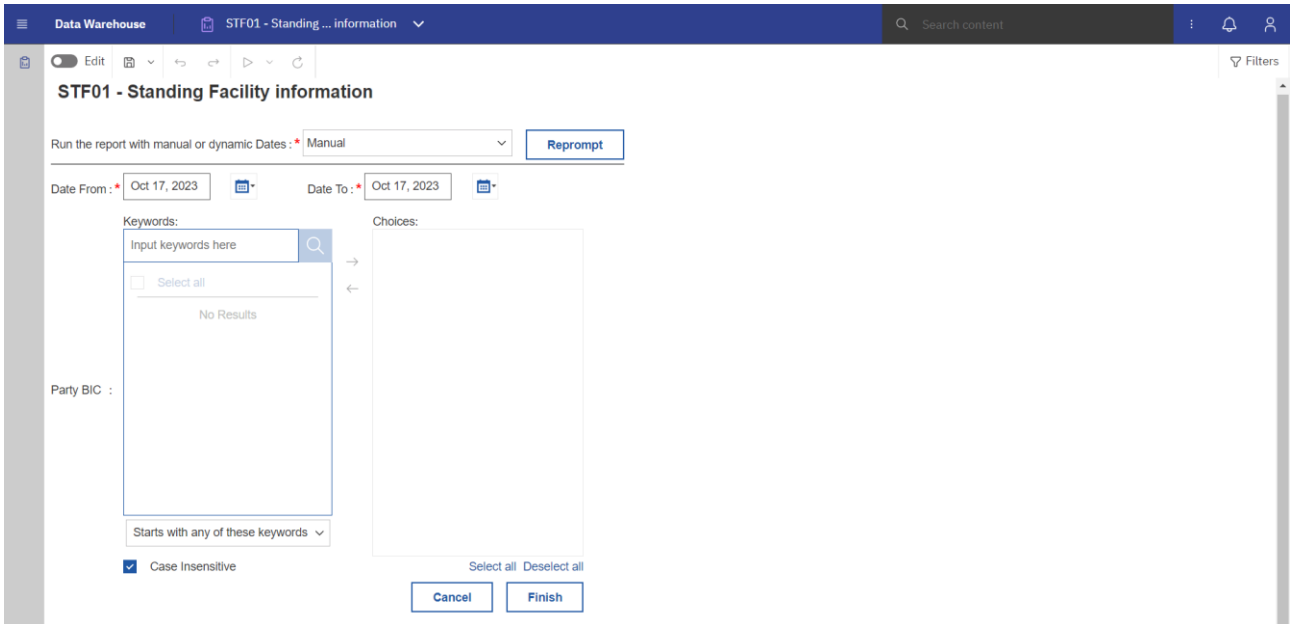 Data Warehouse
STF01 - Standing ... information
Search content
Edit
Filters
STF01 - Standing Facility information
Run the report with manual or dynamic Dates : * Manual
Reprompt
Date From : * Oct 17, 2023
Date To : * Oct 17, 2023
Keywords:
Choices:
Input keywords here
Select all
No Results
Party BIC :
Starts with any of these keywords
Case Insensitive
Select all Deselect all
Cancel
Finish